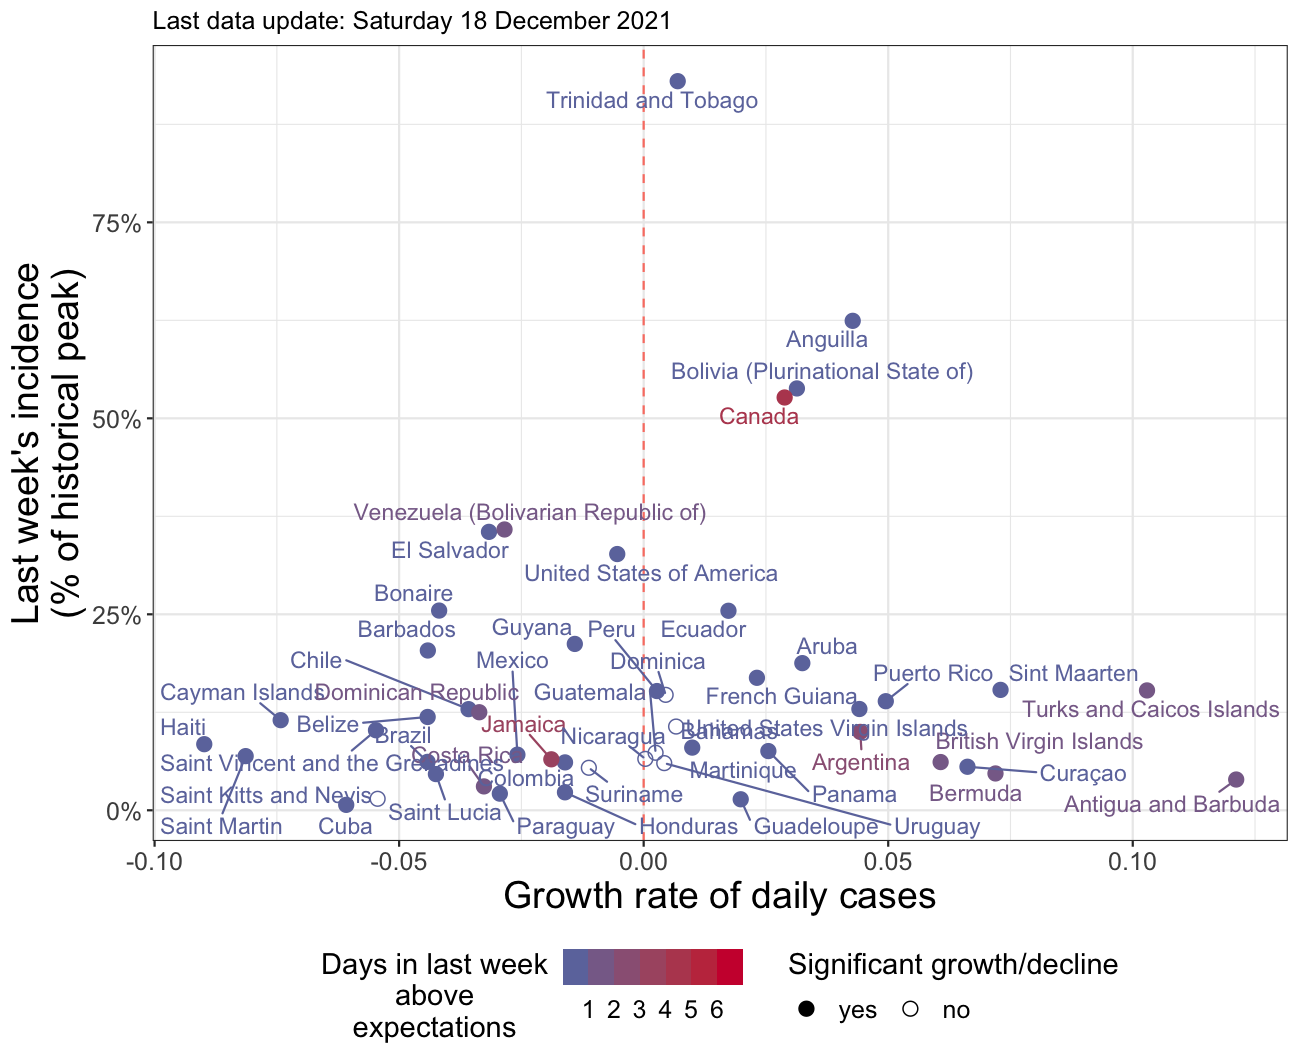 Last data update: Saturday 18 December 2021
Trinidad and Tobago
75%
Anguilla
Bolivia (Plurinational State of)
50%
Canada
Venezuela (Bolivarian Republic of)
El Salvador
United States of America
Bonaire
25%
Barbados
Guyana
Peru
Ecuador
Aruba
Chile
Mexico
Dominica
Puerto Rico
Sint Maarten
Cayman Islands
Dominican Republic
Guatemala
French Guiana
Turks and Caicos Islands
Haiti
Belize
Jamaica
Brazil
Nicaragua
Bahamas
United States Virgin Islands
British Virgin Islands
Saint Vincent and the Grenadines
Costa Rica
Colombia
Martinique
Argentina
Curaçao
Saint Kitts and Nevis
Suriname
Panama
Bermuda
Antigua and Barbuda
0%
Saint Lucia
Saint Martin
Cuba
Paraguay
Honduras
Guadeloupe
Uruguay
-0.10
-0.05
0.00
0.05
0.10
Last week's incidence
(% of historical peak)
Growth rate of daily cases
Days in last week
above
expectations
1 2 3 4 5 6
Significant growth/decline
yes
no